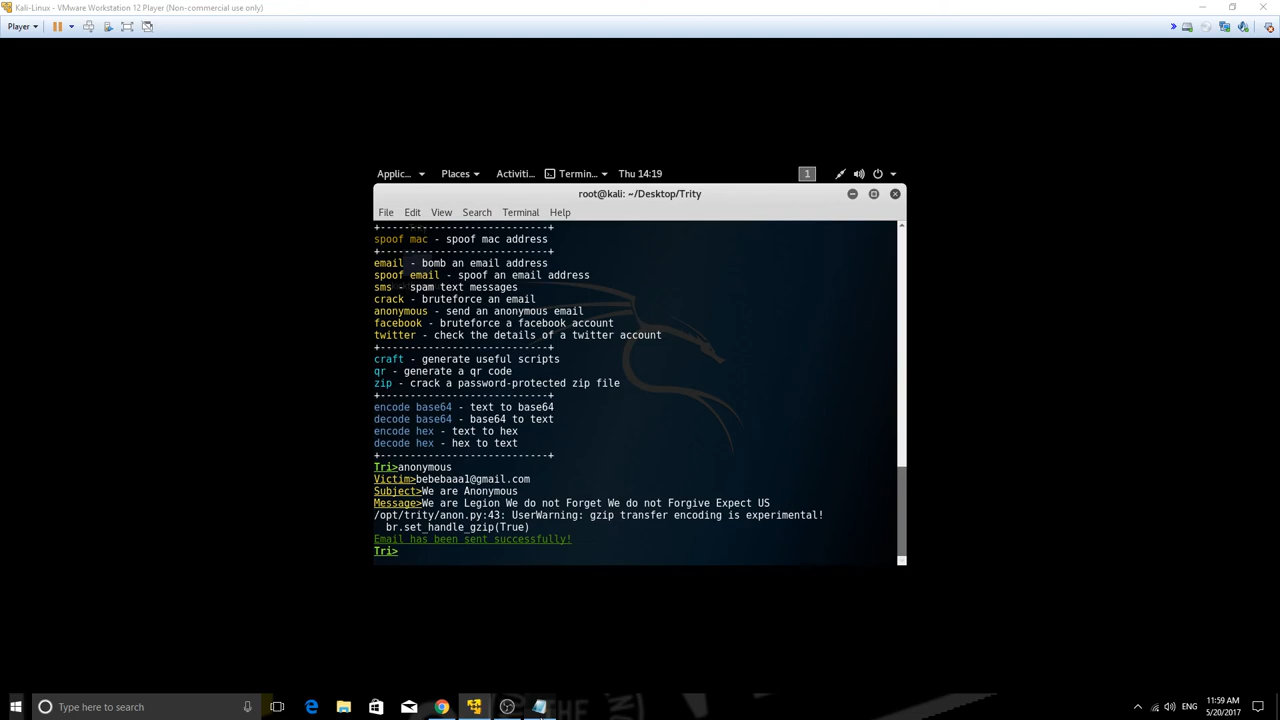 Kali-Linux - VMware Workstation 12 Player (Non-commercial use only)
Player
Applic... Places Activiti... Termin... Thu 14:19 1
root@kali: ~/Desktop/Trity
File Edit View Search Terminal Help
+---------------------------+
spoof mac - spoof mac address
+---------------------------+
email - bomb an email address
spoof email - spoof an email address
sms - spam text messages
crack - bruteforce an email
anonymous - send an anonymous email
facebook - bruteforce a facebook account
twitter - check the details of a twitter account
+---------------------------+
craft - generate useful scripts
qr - generate a qr code
zip - crack a password-protected zip file
+---------------------------+
encode base64 - text to base64
decode base64 - base64 to text
encode hex - text to hex
decode hex - hex to text
+---------------------------+
Tri>anonymous
Victim>bebebaaa1@gmail.com
Subject>We are Anonymous
Message>We are Legion We do not Forget We do not Forgive Expect US
/opt/trity/anon.py:43: UserWarning: gzip transfer encoding is experimental!
br.set_handle_gzip(True)
Email has been sent successfully!
Tri>
Type here to search
ENG
11:59 AM
5/20/2017